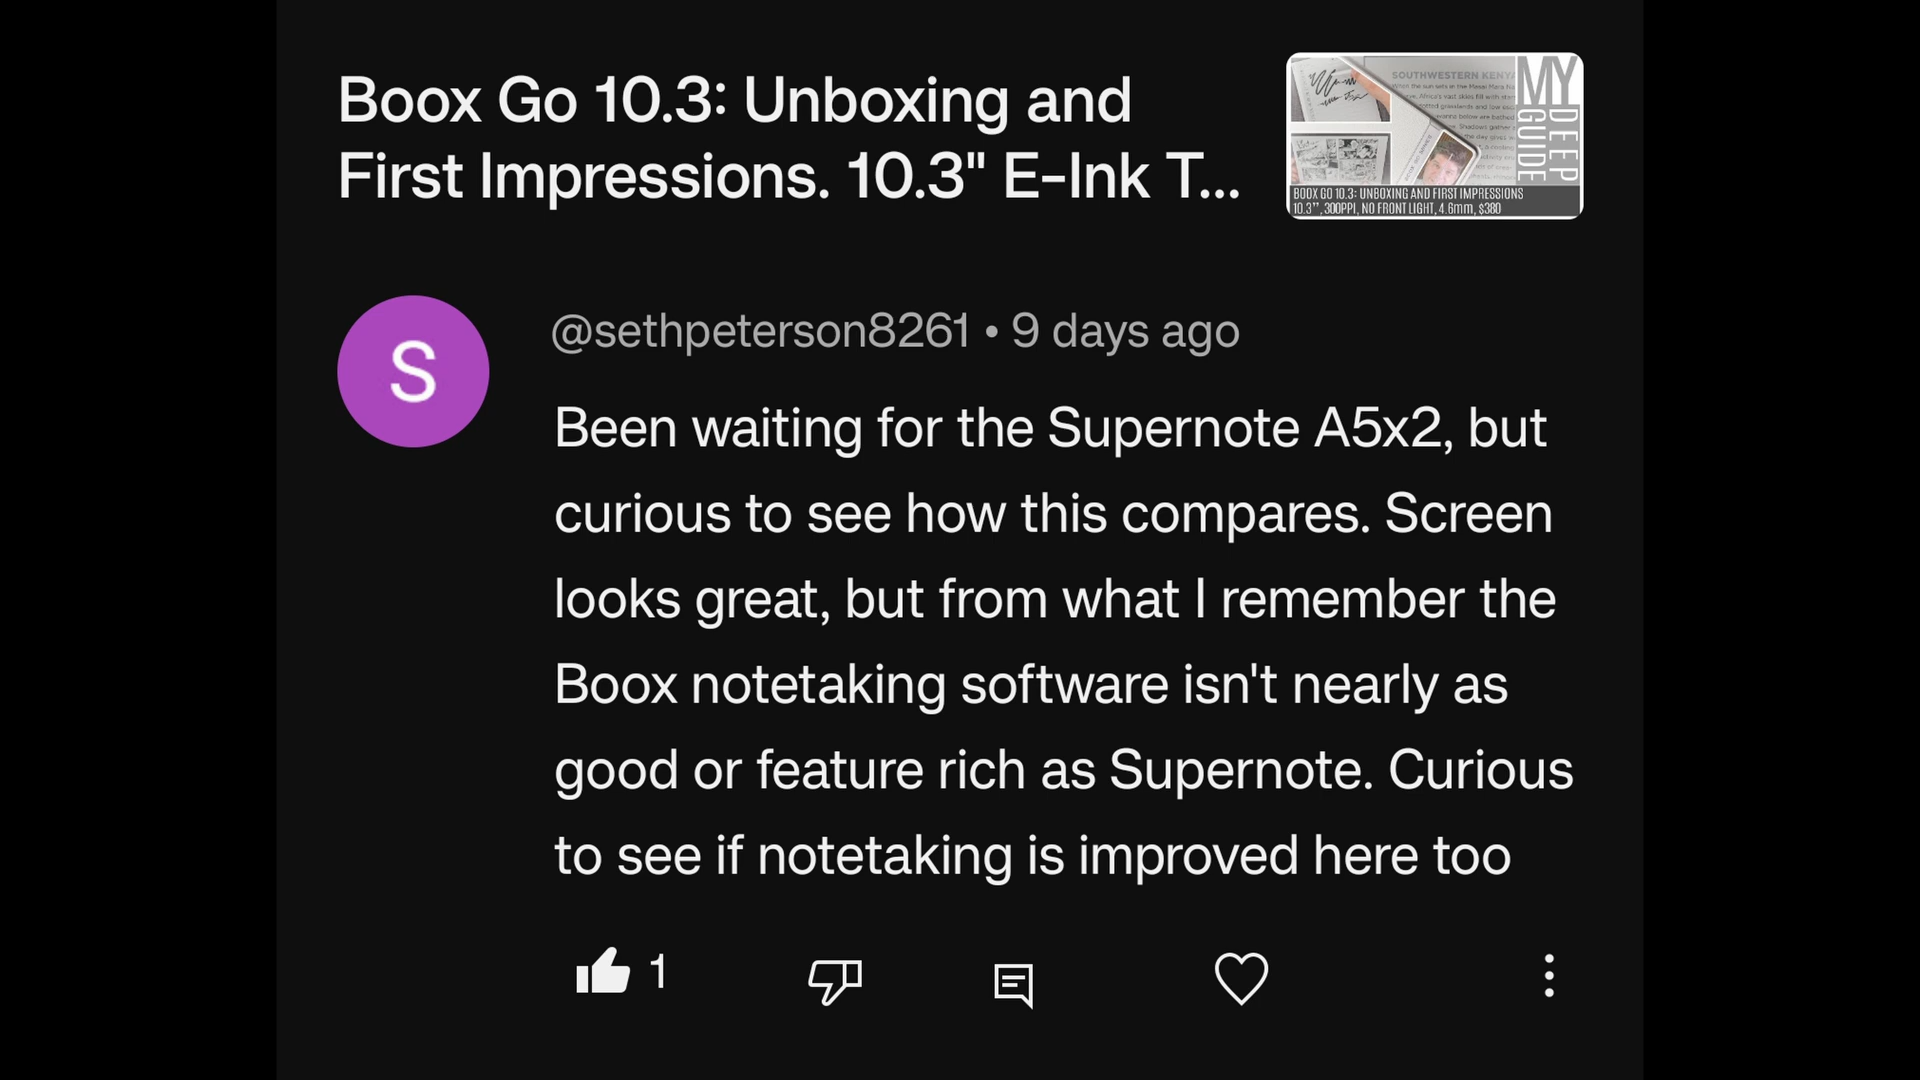 Boox Go 10.3: Unboxing and
First Impressions. 10.3" E-Ink T...
SOUTHWESTERN KENYA
MY
DEEP
GUIDE
BOOX GO 10.3: UNBOXING AND FIRST IMPRESSIONS
10.3", 300PPI, NO FRONT LIGHT, 4.6mm, $380
S
@sethpeterson8261 • 9 days ago
Been waiting for the Supernote A5x2, but
curious to see how this compares. Screen
looks great, but from what I remember the
Boox notetaking software isn't nearly as
good or feature rich as Supernote. Curious
to see if notetaking is improved here too
1